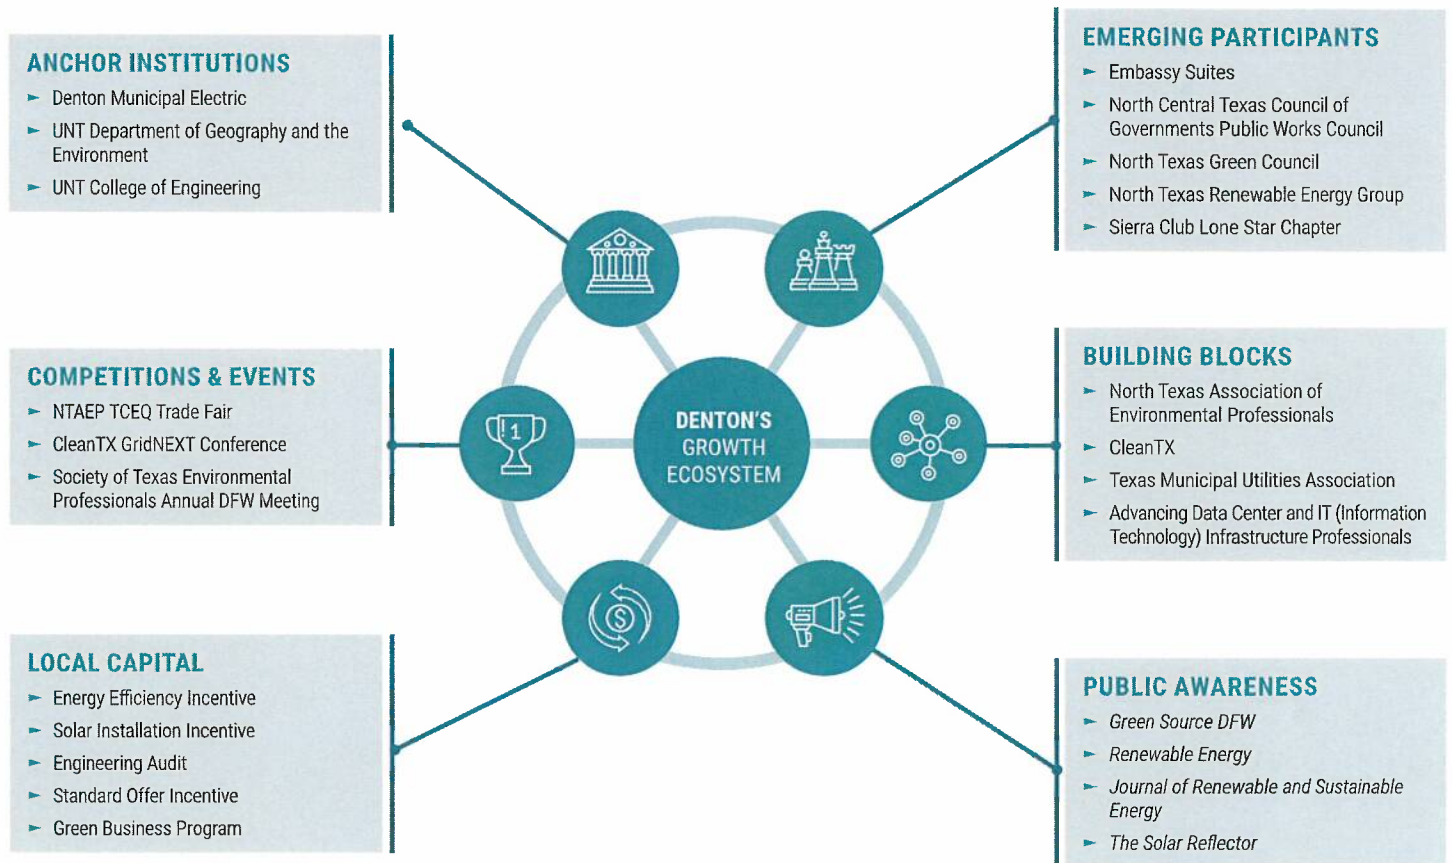 ANCHOR INSTITUTIONS
► Denton Municipal Electric
► UNT Department of Geography and the
Environment
► UNT College of Engineering
EMERGING PARTICIPANTS
► Embassy Suites
► North Central Texas Council of
Governments Public Works Council
► North Texas Green Council
► North Texas Renewable Energy Group
► Sierra Club Lone Star Chapter
COMPETITIONS & EVENTS
► NTAEP TCEQ Trade Fair
► CleanTX GridNEXT Conference
► Society of Texas Environmental
Professionals Annual DFW Meeting
!1
DENTON'S
GROWTH
ECOSYSTEM
BUILDING BLOCKS
► North Texas Association of
Environmental Professionals
► CleanTX
► Texas Municipal Utilities Association
► Advancing Data Center and IT (Information
Technology) Infrastructure Professionals
LOCAL CAPITAL
► Energy Efficiency Incentive
► Solar Installation Incentive
► Engineering Audit
► Standard Offer Incentive
► Green Business Program
$
PUBLIC AWARENESS
► Green Source DFW
► Renewable Energy
► Journal of Renewable and Sustainable
Energy
► The Solar Reflector